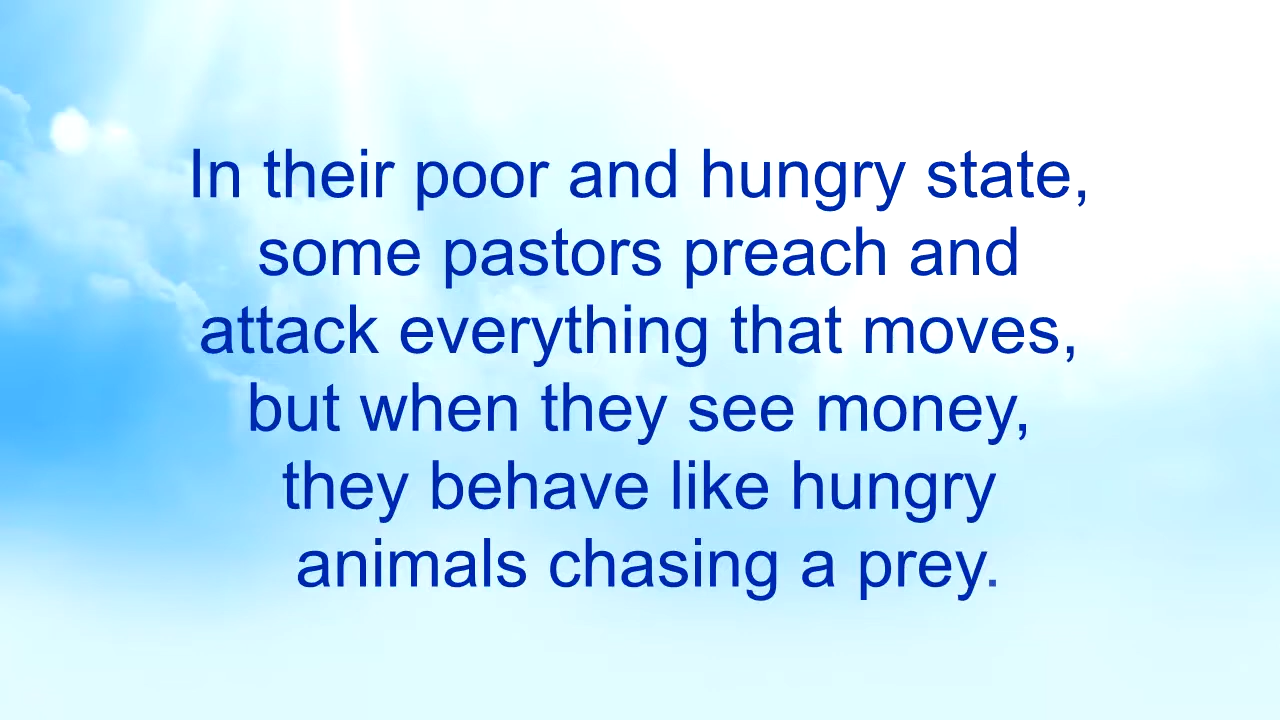 In their poor and hungry state,
some pastors preach and
attack everything that moves,
but when they see money,
they behave like hungry
animals chasing a prey.